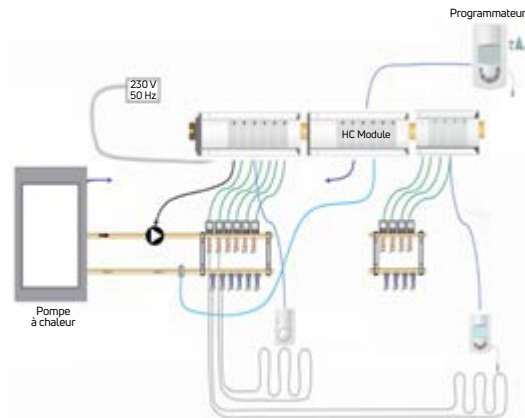 Programmateur
230 V
50 Hz
HC Module
Pompe
à chaleur